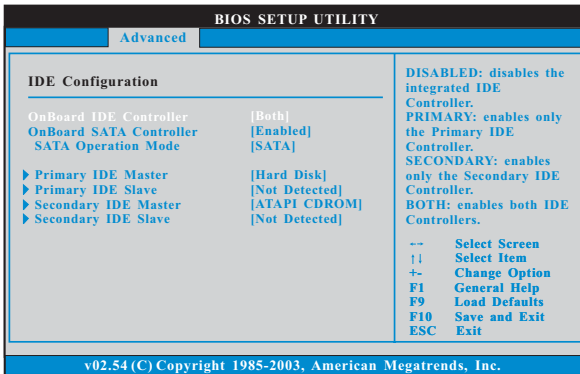 BIOS SETUP UTILITY
Advanced
IDE Configuration
OnBoard IDE Controller [Both]
OnBoard SATA Controller [Enabled]
SATA Operation Mode [SATA]
Primary IDE Master [Hard Disk]
Primary IDE Slave [Not Detected]
Secondary IDE Master [ATAPI CDROM]
Secondary IDE Slave [Not Detected]
DISABLED: disables the
integrated IDE
Controller.
PRIMARY: enables only
the Primary IDE
Controller.
SECONDARY: enables
only the Secondary IDE
Controller.
BOTH: enables both IDE
Controllers.
←→ Select Screen
↑↓ Select Item
+- Change Option
F1 General Help
F9 Load Defaults
F10 Save and Exit
ESC Exit
v02.54 (C) Copyright 1985-2003, American Megatrends, Inc.